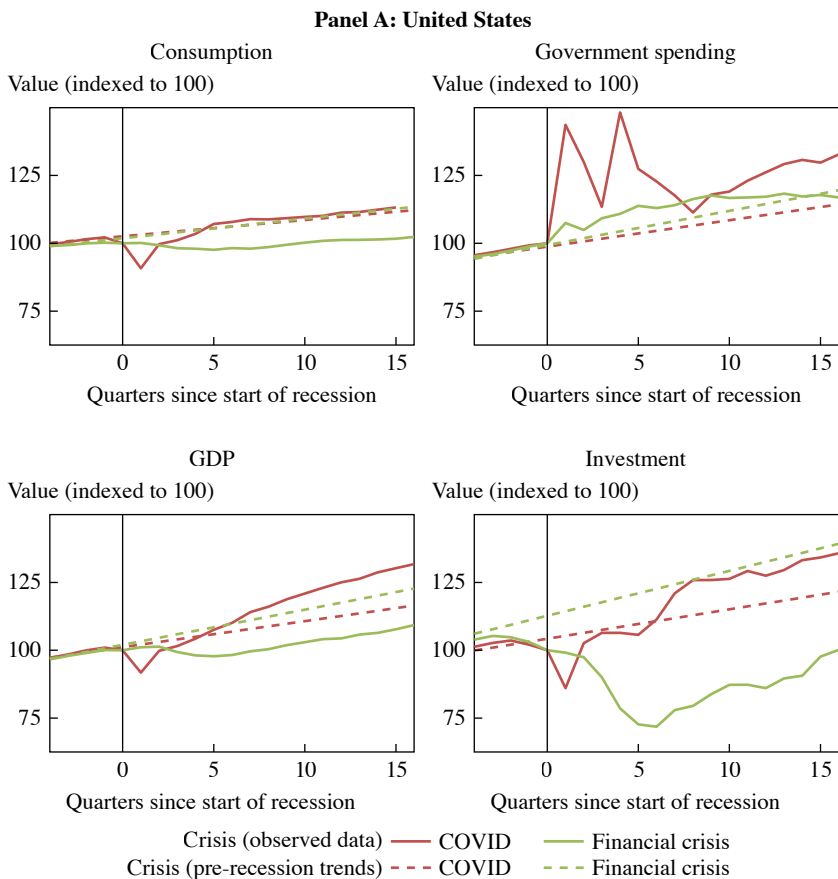 Panel A: United States
Consumption
Value (indexed to 100)
125
100
75
0 5 10 15
Quarters since start of recession
Government spending
Value (indexed to 100)
125
100
75
0 5 10 15
Quarters since start of recession
GDP
Value (indexed to 100)
125
100
75
0 5 10 15
Quarters since start of recession
Investment
Value (indexed to 100)
125
100
75
0 5 10 15
Quarters since start of recession
Crisis (observed data) COVID Financial crisis
Crisis (pre-recession trends) COVID Financial crisis